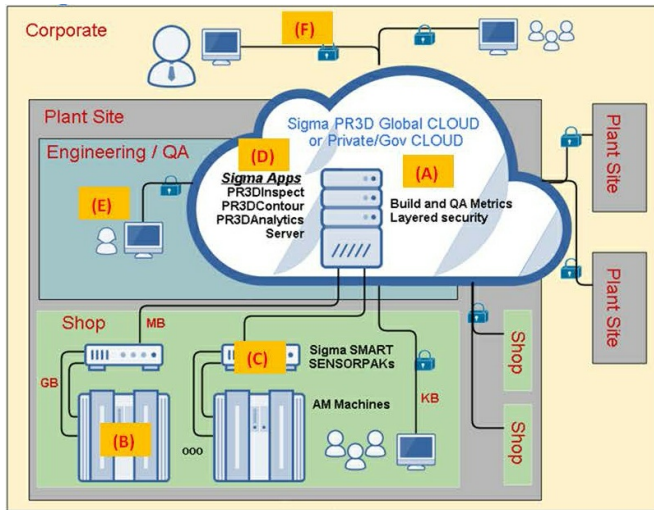 Corporate
(F)
Plant Site
Sigma PR3D Global CLOUD
or Private/Gov CLOUD
Engineering / QA
(D)
(A)
Sigma Apps
PR3DInspect
PR3DContour
PR3DAnalytics
Server
Build and QA Metrics
Layered security
(E)
Plant Site
Plant Site
Shop
MB
GB
(C)
Sigma SMART
SENSORPAKs
KB
AM Machines
(B)
ooo
Shop
Shop